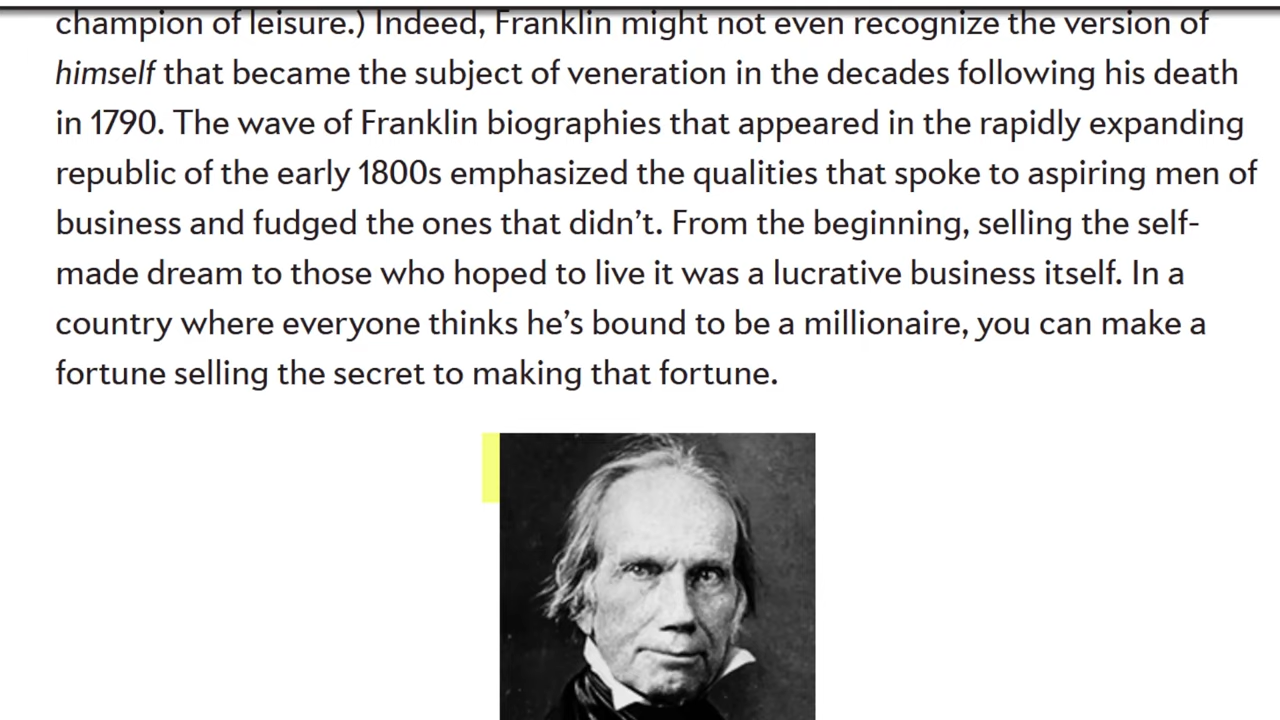 champion of leisure.) Indeed, Franklin might not even recognize the version of
himself that became the subject of veneration in the decades following his death
in 1790. The wave of Franklin biographies that appeared in the rapidly expanding
republic of the early 1800s emphasized the qualities that spoke to aspiring men of
business and fudged the ones that didn’t. From the beginning, selling the self-
made dream to those who hoped to live it was a lucrative business itself. In a
country where everyone thinks he’s bound to be a millionaire, you can make a
fortune selling the secret to making that fortune.